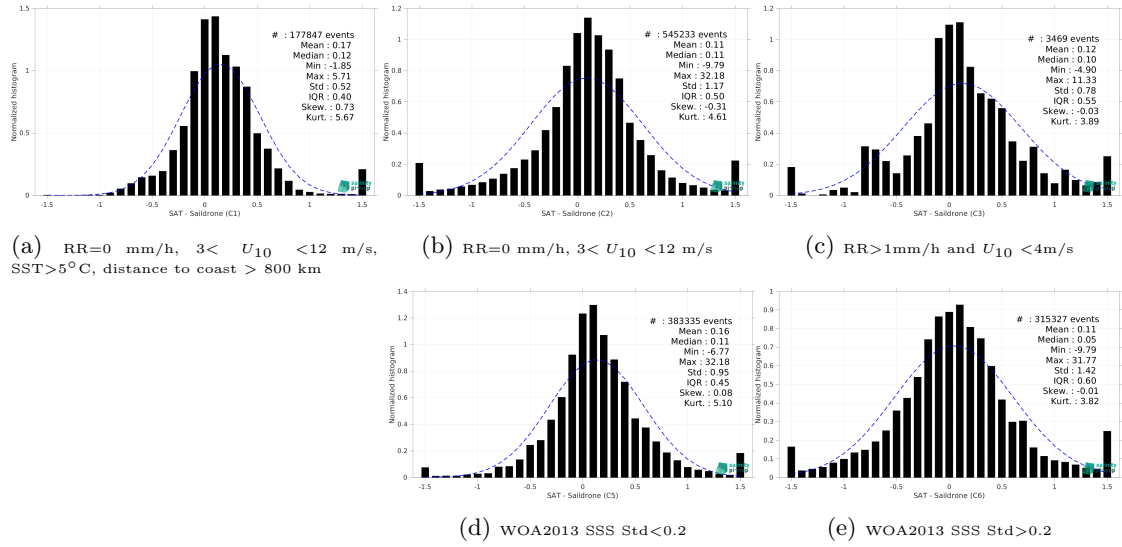 1.5
1
0.5
0
Normalized histogram
-1.5
-1
-0.5
0
0.5
1
1.5
SAT - Saildrone (C1)
# : 177847 events
Mean : 0.17
Median : 0.12
Min : -1.85
Max : 5.71
Std : 0.52
IQR : 0.40
Skew. : 0.73
Kurt. : 5.67
(a) RR=0 mm/h, 3< U10 <12 m/s,
SST>5°C, distance to coast > 800 km
1.2
1
0.8
0.6
0.4
0.2
0
Normalized histogram
-1.5
-1
-0.5
0
0.5
1
1.5
SAT - Saildrone (C2)
# : 545233 events
Mean : 0.11
Median : 0.11
Min : -9.79
Max : 32.18
Std : 1.17
IQR : 0.50
Skew. : -0.31
Kurt. : 4.61
(b) RR=0 mm/h, 3< U10 <12 m/s
1.2
1
0.8
0.6
0.4
0.2
0
Normalized histogram
-1.5
-1
-0.5
0
0.5
1
1.5
SAT - Saildrone (C3)
# : 3469 events
Mean : 0.12
Median : 0.10
Min : -4.90
Max : 11.33
Std : 0.78
IQR : 0.55
Skew. : -0.03
Kurt. : 3.89
(c) RR>1mm/h and U10 <4m/s
1.4
1.2
1
0.8
0.6
0.4
0.2
0
Normalized histogram
-1.5
-1
-0.5
0
0.5
1
1.5
SAT - Saildrone (C5)
# : 383335 events
Mean : 0.16
Median : 0.11
Min : -6.77
Max : 32.18
Std : 0.95
IQR : 0.45
Skew. : 0.08
Kurt. : 5.10
(d) WOA2013 SSS Std<0.2
1
0.9
0.8
0.7
0.6
0.5
0.4
0.3
0.2
0.1
0
Normalized histogram
-1.5
-1
-0.5
0
0.5
1
1.5
SAT - Saildrone (C6)
# : 315327 events
Mean : 0.11
Median : 0.05
Min : -9.79
Max : 31.77
Std : 1.42
IQR : 0.60
Skew. : -0.01
Kurt. : 3.82
(e) WOA2013 SSS Std>0.2